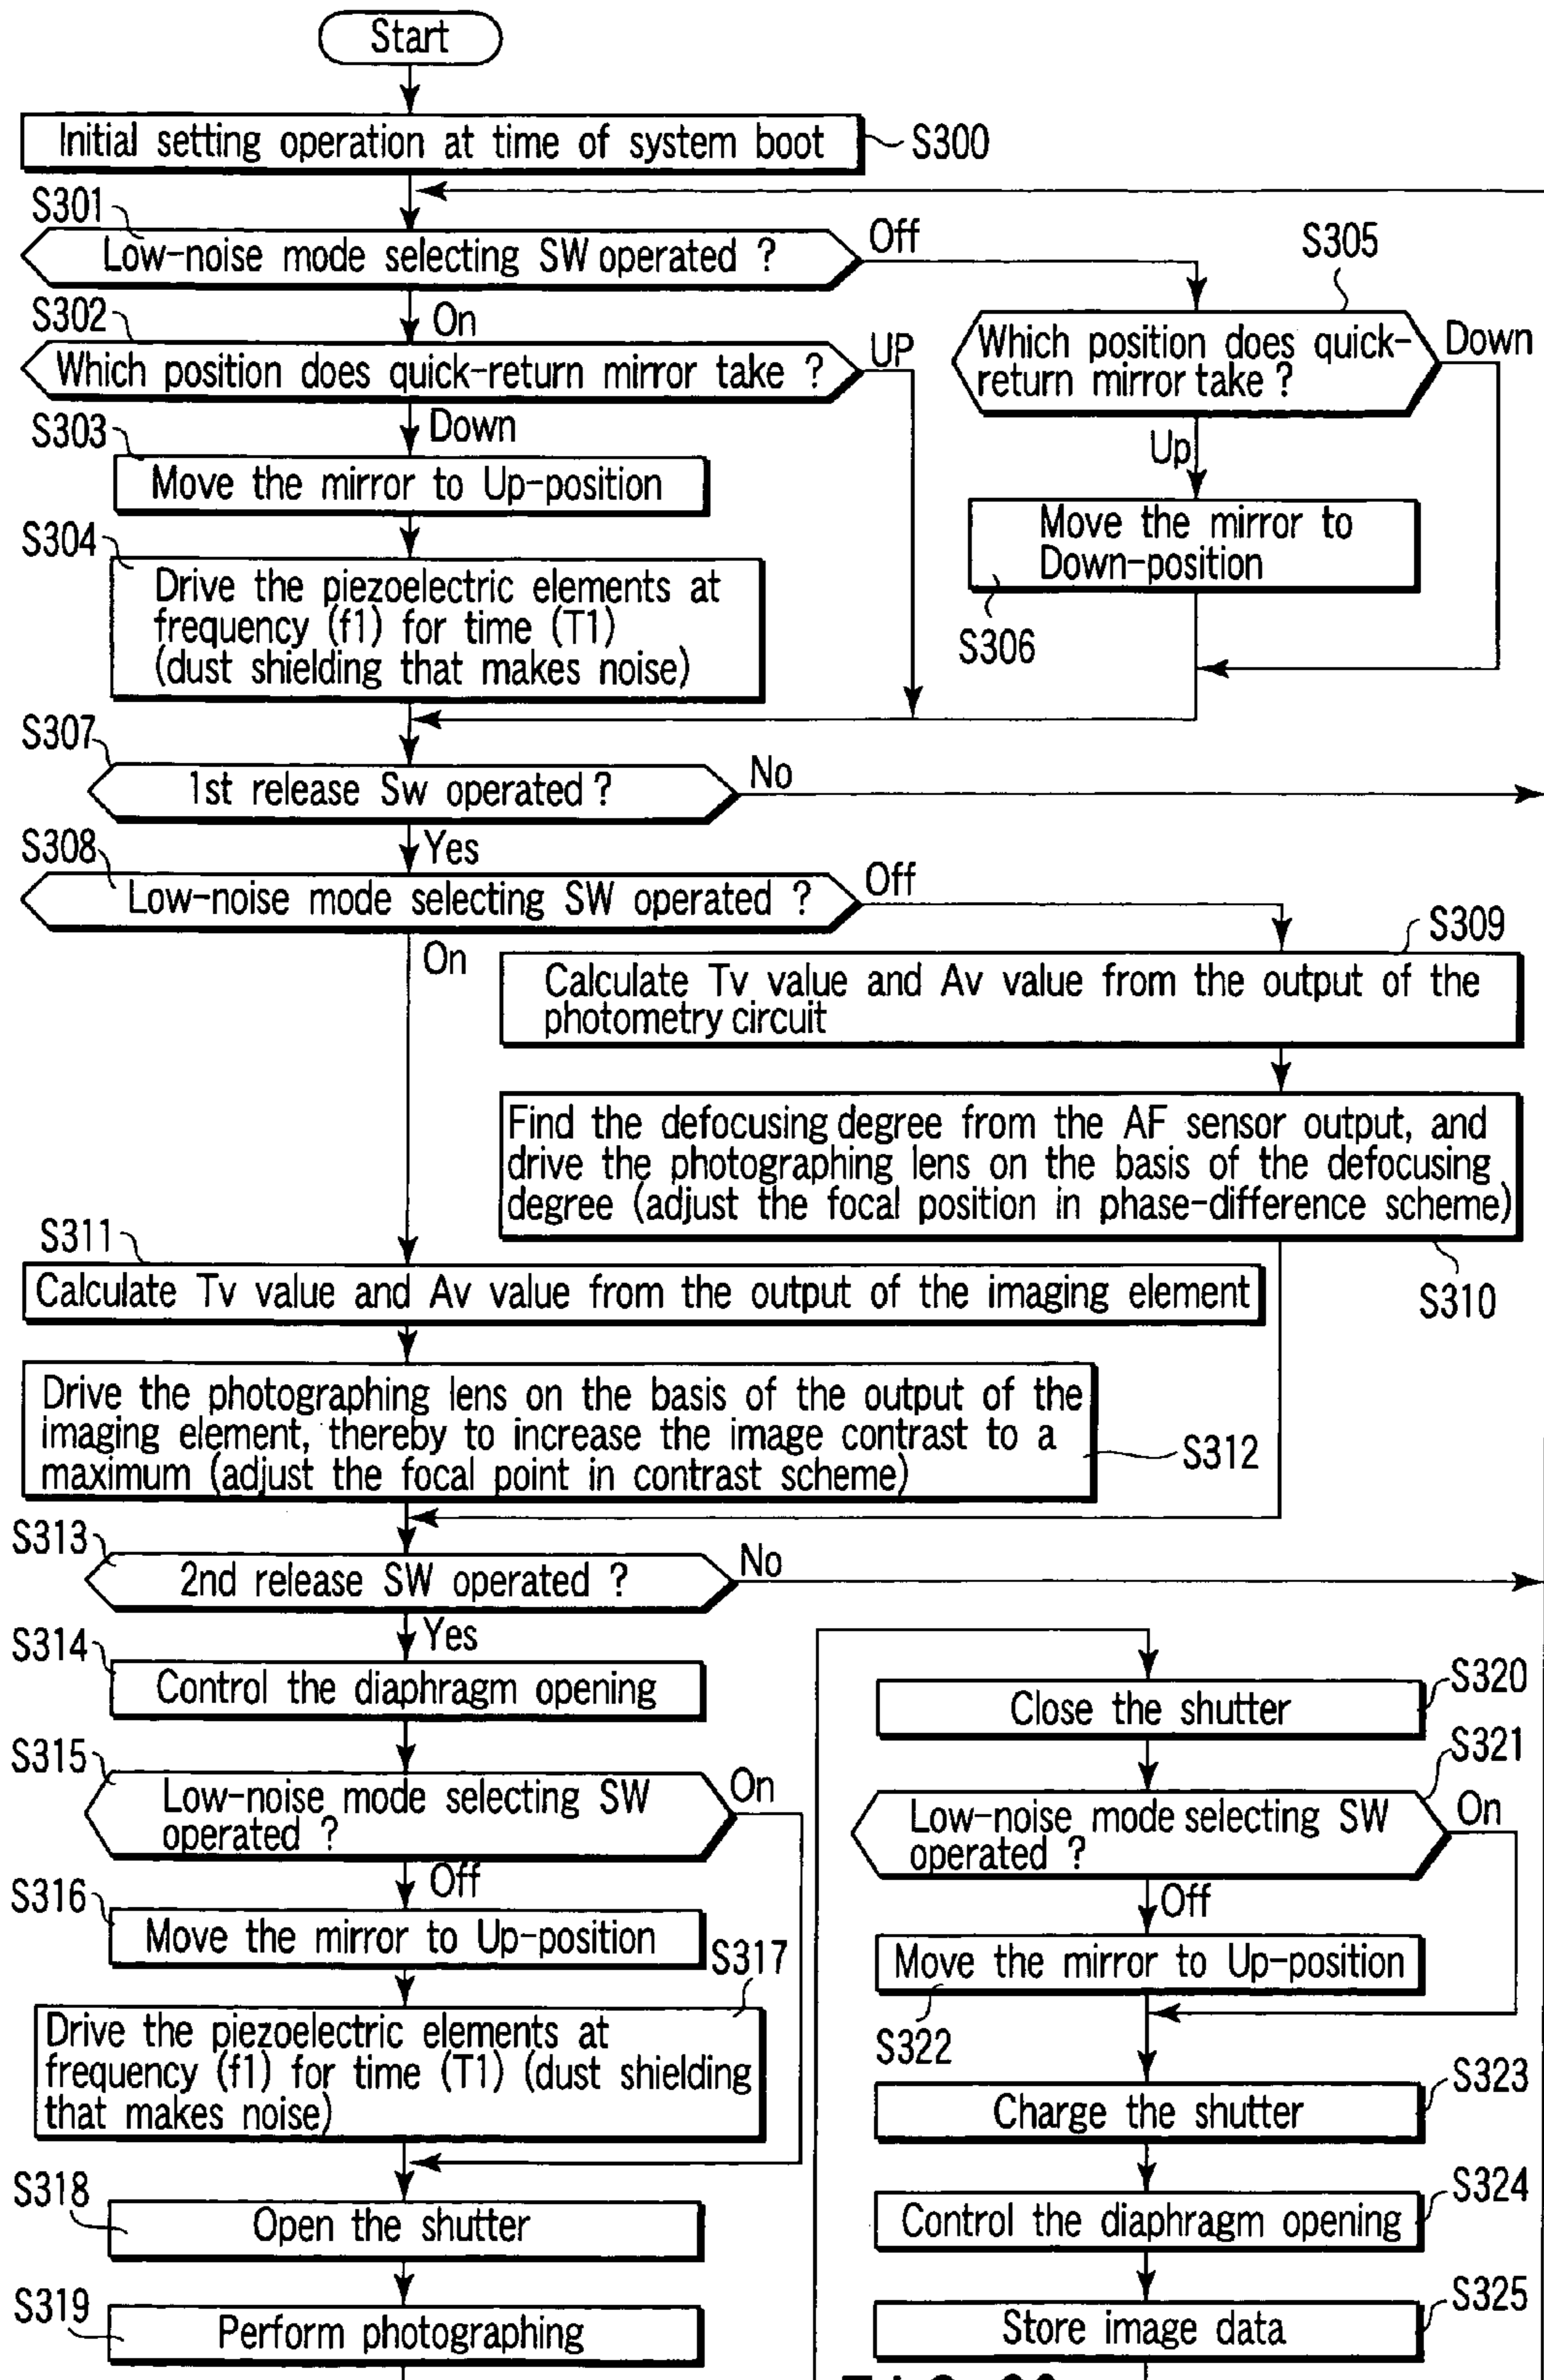 Start
Initial setting operation at time of system boot
S300
S301
Low-noise mode selecting SW operated ?
Off
On
S302
Which position does quick-return mirror take ?
UP
Down
S303
Move the mirror to Up-position
S304
Drive the piezoelectric elements at
frequency (f1) for time (T1)
(dust shielding that makes noise)
S305
Which position does quick-
return mirror take ?
Down
Up
Move the mirror to
Down-position
S306
S307
1st release Sw operated ?
No
Yes
S308
Low-noise mode selecting SW operated ?
Off
On
S309
Calculate Tv value and Av value from the output of the
photometry circuit
Find the defocusing degree from the AF sensor output, and
drive the photographing lens on the basis of the defocusing
degree (adjust the focal position in phase-difference scheme)
S310
S311
Calculate Tv value and Av value from the output of the imaging element
Drive the photographing lens on the basis of the output of the
imaging element, thereby to increase the image contrast to a
maximum (adjust the focal point in contrast scheme)
S312
S313
2nd release SW operated ?
No
Yes
S314
Control the diaphragm opening
S315
Low-noise mode selecting SW
operated ?
On
Off
S316
Move the mirror to Up-position
S317
Drive the piezoelectric elements at
frequency (f1) for time (T1) (dust shielding
that makes noise)
S318
Open the shutter
S319
Perform photographing
S320
Close the shutter
S321
Low-noise mode selecting SW
operated ?
On
Off
Move the mirror to Up-position
S322
S323
Charge the shutter
S324
Control the diaphragm opening
S325
Store image data